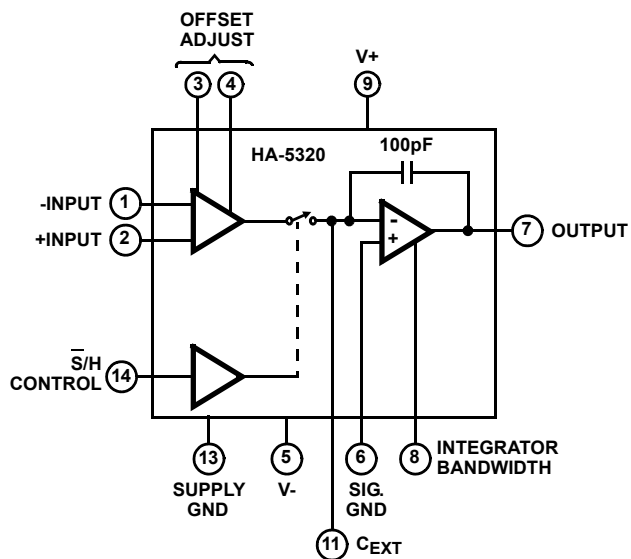 OFFSET
ADJUST
3
4
V+
9
HA-5320
100pF
-INPUT
1
+INPUT
2
-
+
7
OUTPUT
S̅/H
CONTROL
14
13
SUPPLY
GND
5
V-
6
SIG.
GND
8
INTEGRATOR
BANDWIDTH
11
CEXT